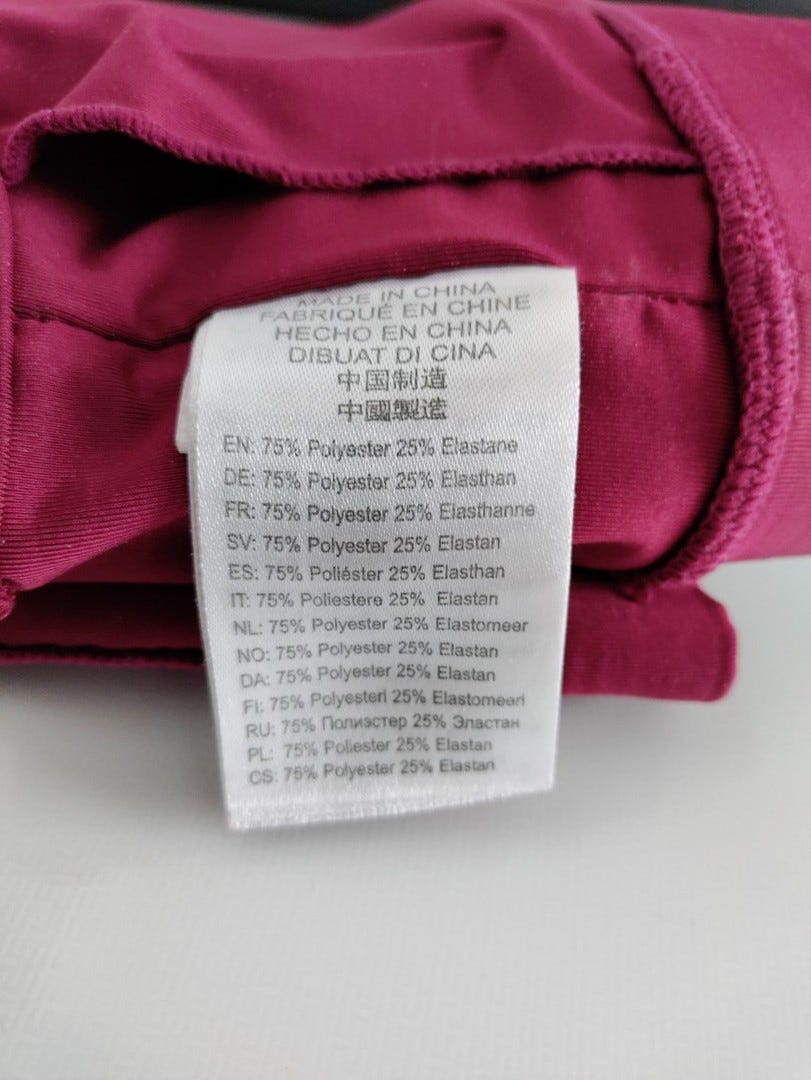 MADE IN CHINA
FABRIQUÉ EN CHINE
HECHO EN CHINA
DIBUAT DI CINA
中国制造
中國製造
EN: 75% Polyester 25% Elastane
DE: 75% Polyester 25% Elasthan
FR: 75% Polyester 25% Elasthanne
SV: 75% Polyester 25% Elastan
ES: 75% Poliéster 25% Elasthan
IT: 75% Poliestere 25% Elastan
NL: 75% Polyester 25% Elastomeer
NO: 75% Polyester 25% Elastan
DA: 75% Polyester 25% Elastan
FI: 75% Polyesteri 25% Elastomeeri
RU: 75% Полиэстер 25% Эластан
PL: 75% Poliester 25% Elastan
CS: 75% Polyester 25% Elastan